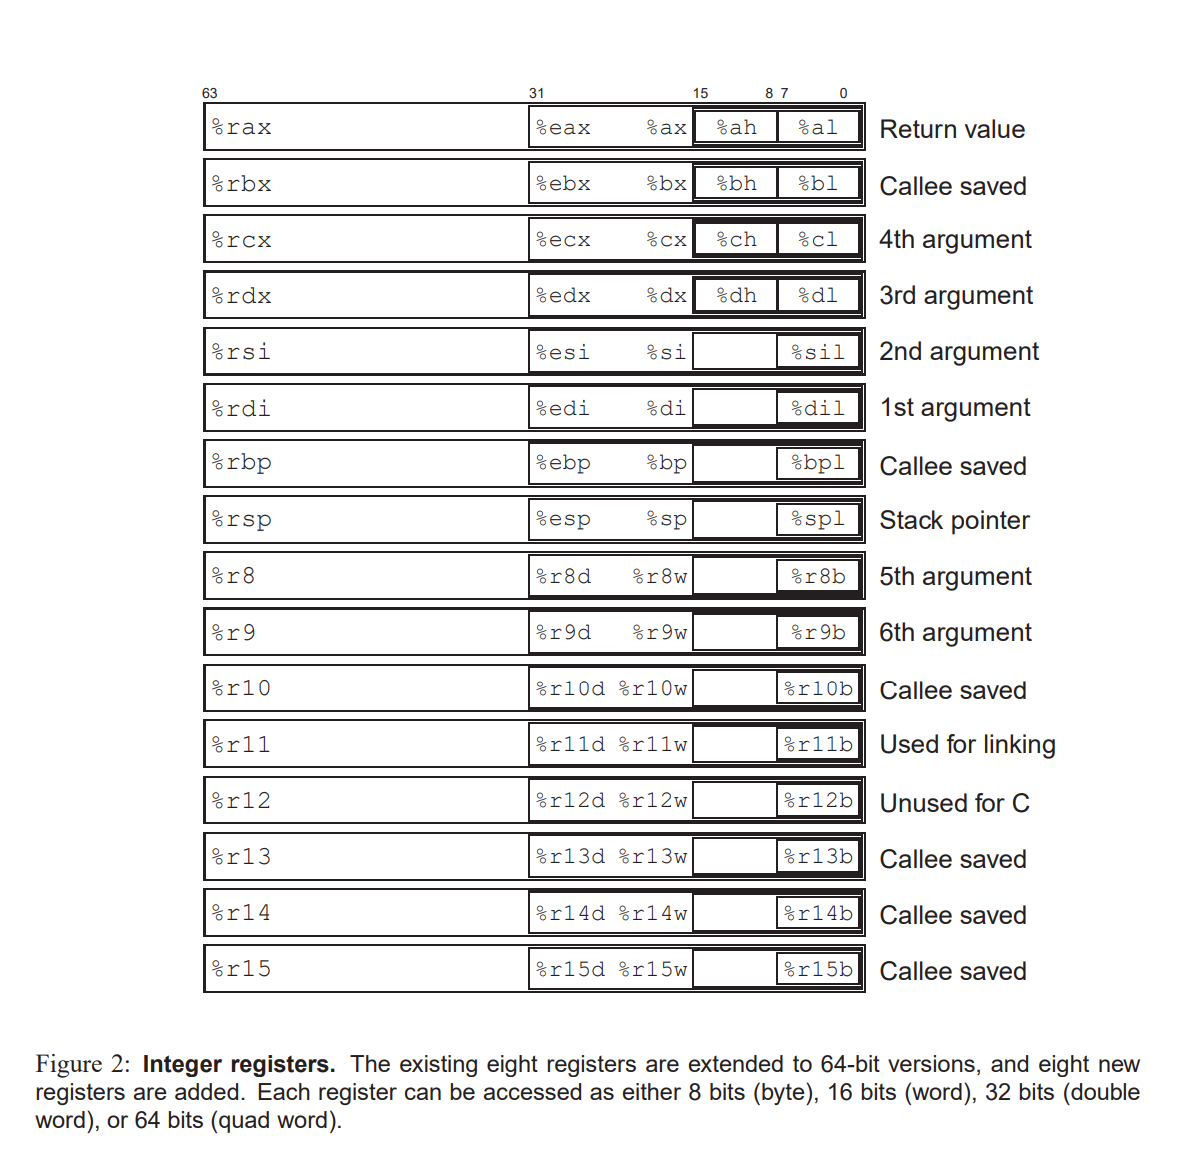 63 31 15 8 7 0
%rax %eax %ax %ah %al Return value
%rbx %ebx %bx %bh %bl Callee saved
%rcx %ecx %cx %ch %cl 4th argument
%rdx %edx %dx %dh %dl 3rd argument
%rsi %esi %si %sil 2nd argument
%rdi %edi %di %dil 1st argument
%rbp %ebp %bp %bpl Callee saved
%rsp %esp %sp %spl Stack pointer
%r8 %r8d %r8w %r8b 5th argument
%r9 %r9d %r9w %r9b 6th argument
%r10 %r10d %r10w %r10b Callee saved
%r11 %r11d %r11w %r11b Used for linking
%r12 %r12d %r12w %r12b Unused for C
%r13 %r13d %r13w %r13b Callee saved
%r14 %r14d %r14w %r14b Callee saved
%r15 %r15d %r15w %r15b Callee saved
Figure 2: Integer registers. The existing eight registers are extended to 64-bit versions, and eight new
registers are added. Each register can be accessed as either 8 bits (byte), 16 bits (word), 32 bits (double
word), or 64 bits (quad word).